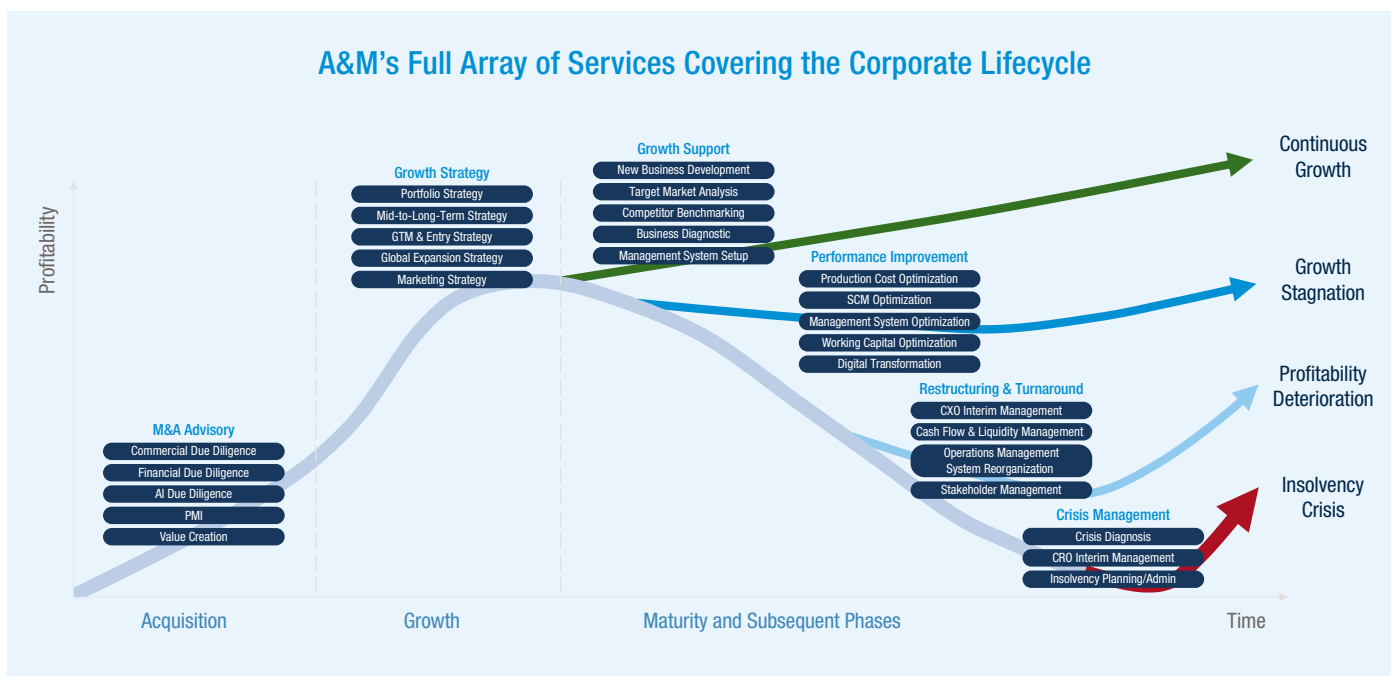 A&M's Full Array of Services Covering the Corporate Lifecycle
Profitability
M&A Advisory
Commercial Due Diligence
Financial Due Diligence
AI Due Diligence
PMI
Value Creation
Growth Strategy
Portfolio Strategy
Mid-to-Long-Term Strategy
GTM & Entry Strategy
Global Expansion Strategy
Marketing Strategy
Growth Support
New Business Development
Target Market Analysis
Competitor Benchmarking
Business Diagnostic
Management System Setup
Performance Improvement
Production Cost Optimization
SCM Optimization
Management System Optimization
Working Capital Optimization
Digital Transformation
Restructuring & Turnaround
CXO Interim Management
Cash Flow & Liquidity Management
Operations Management
System Reorganization
Stakeholder Management
Crisis Management
Crisis Diagnosis
CRO Interim Management
Insolvency Planning/Admin
Continuous
Growth
Growth
Stagnation
Profitability
Deterioration
Insolvency
Crisis
Acquisition
Growth
Maturity and Subsequent Phases
Time